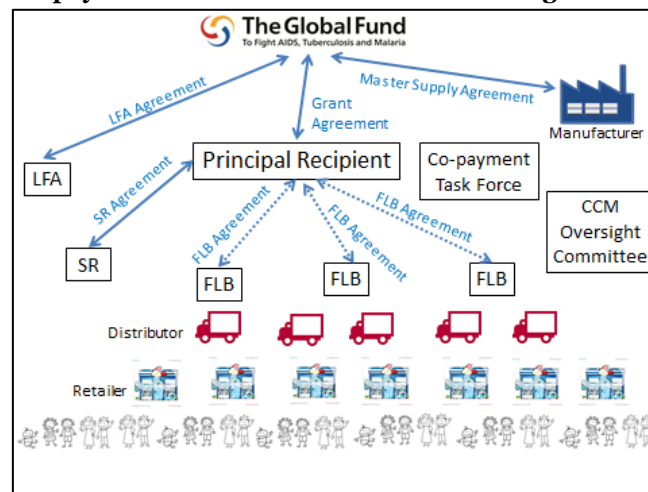 The Global Fund
To Fight AIDS, Tuberculosis and Malaria
LFA Agreement
Grant
Agreement
Master Supply Agreement
Manufacturer
LFA
Principal Recipient
Co-payment
Task Force
SR Agreement
FLB Agreement
FLB Agreement
FLB Agreement
CCM
Oversight
Committee
SR
FLB
FLB
FLB
Distributor
Retailer